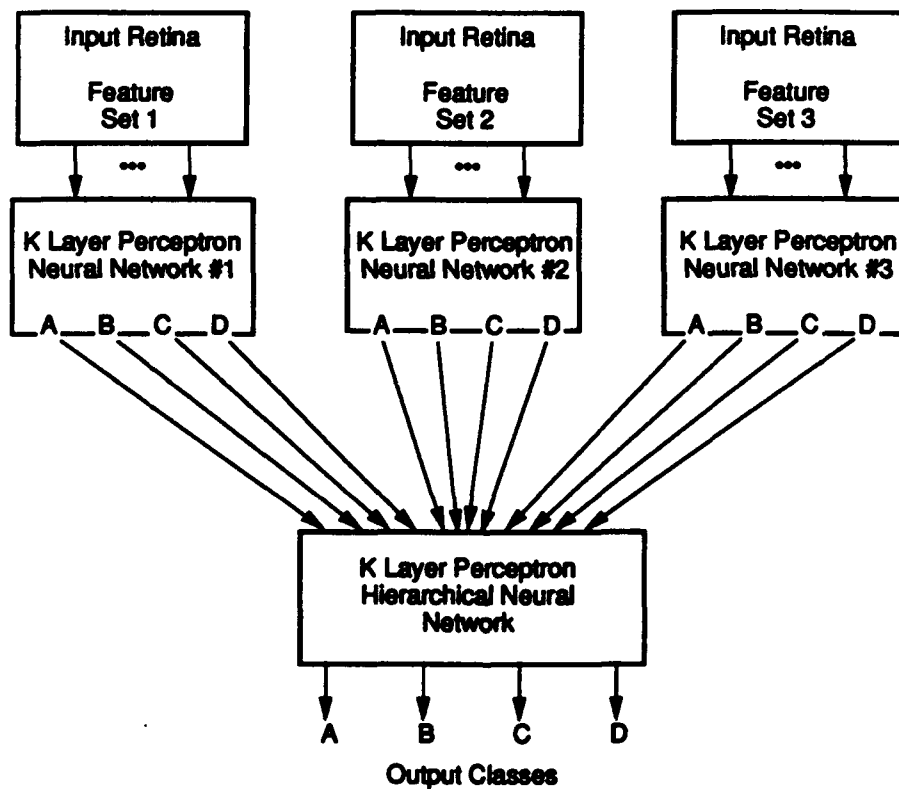 Input Retina
Feature
Set 1
Input Retina
Feature
Set 2
Input Retina
Feature
Set 3
•••
•••
•••
K Layer Perceptron
Neural Network #1
A B C D
K Layer Perceptron
Neural Network #2
A B C D
K Layer Perceptron
Neural Network #3
A B C D
K Layer Perceptron
Hierarchical Neural
Network
A B C D
Output Classes